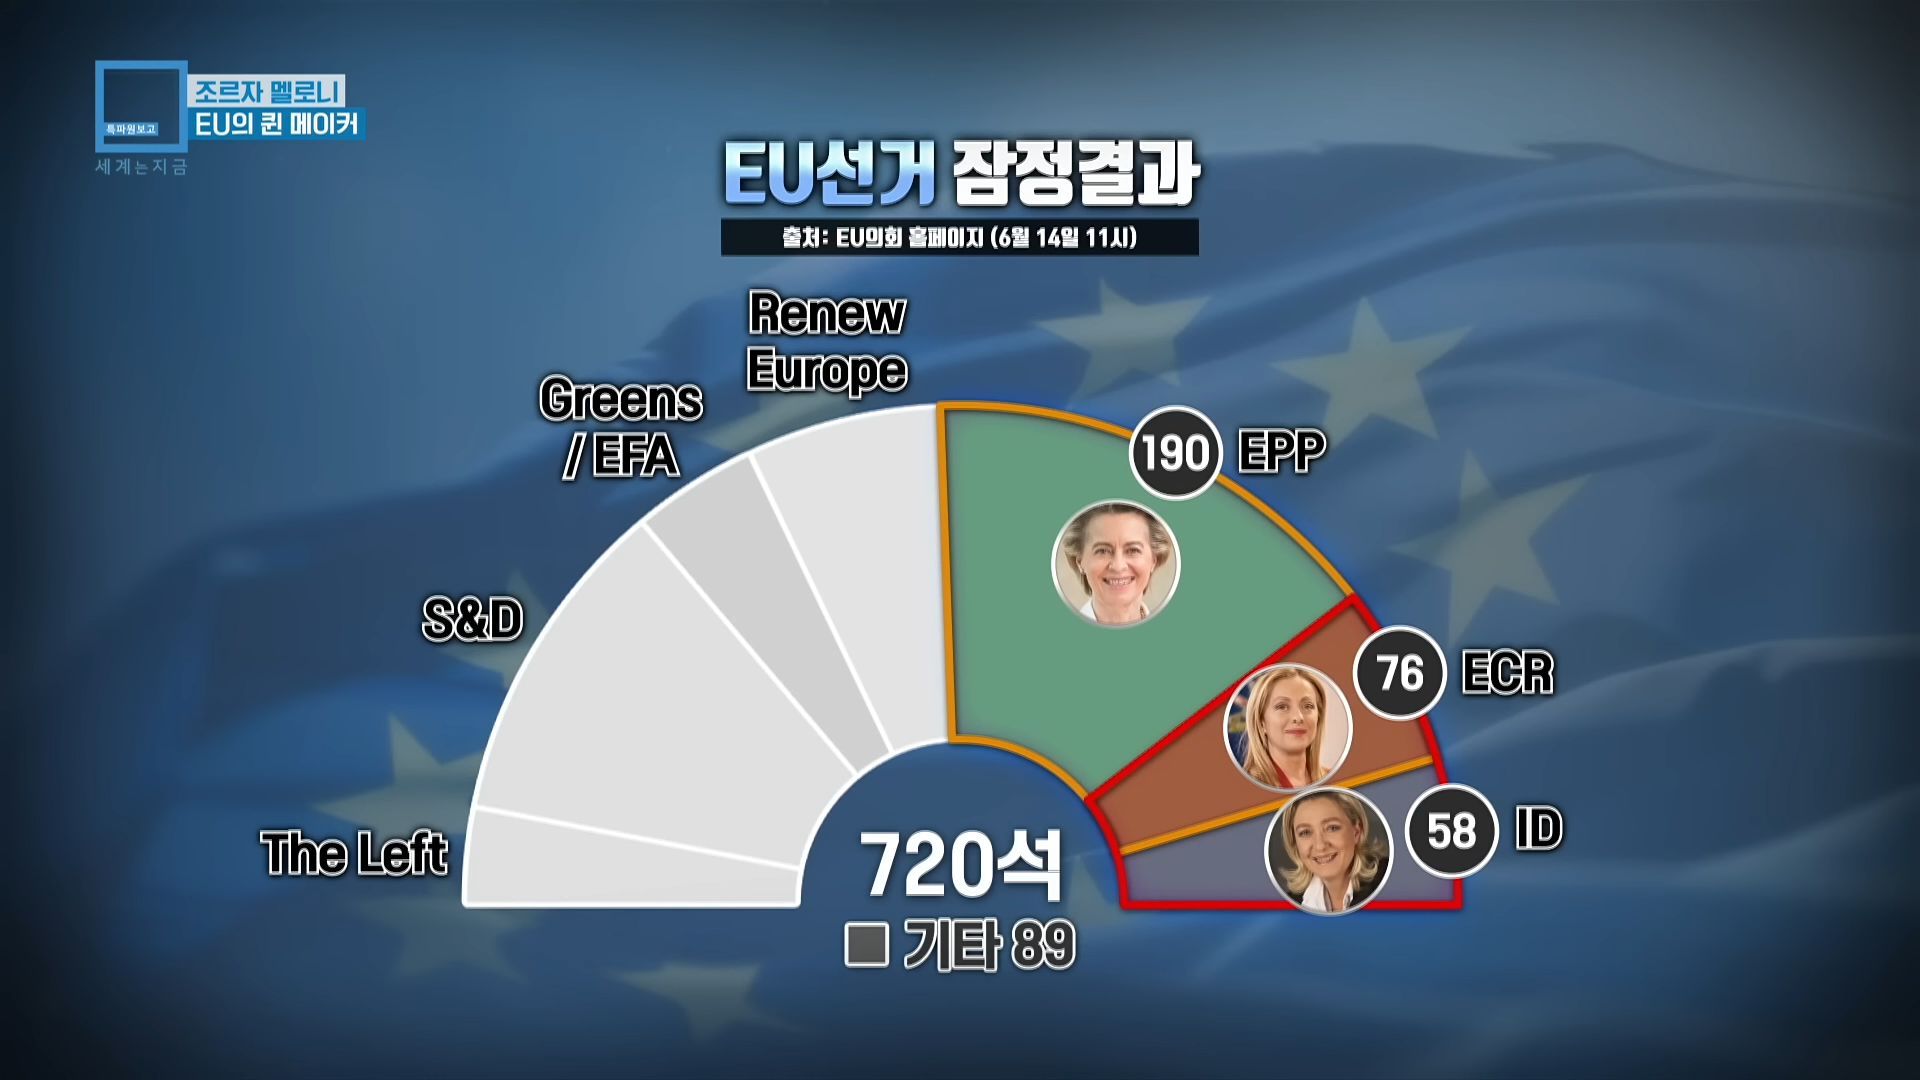 조르자 멜로니
EU의 퀸 메이커
특파원보고
세계는지금
EU선거 잠정결과
출처: EU의회 홈페이지 (6월 14일 11시)
Renew
Europe
Greens
/ EFA
S&D
The Left
190 EPP
76 ECR
58 ID
720석
기타 89